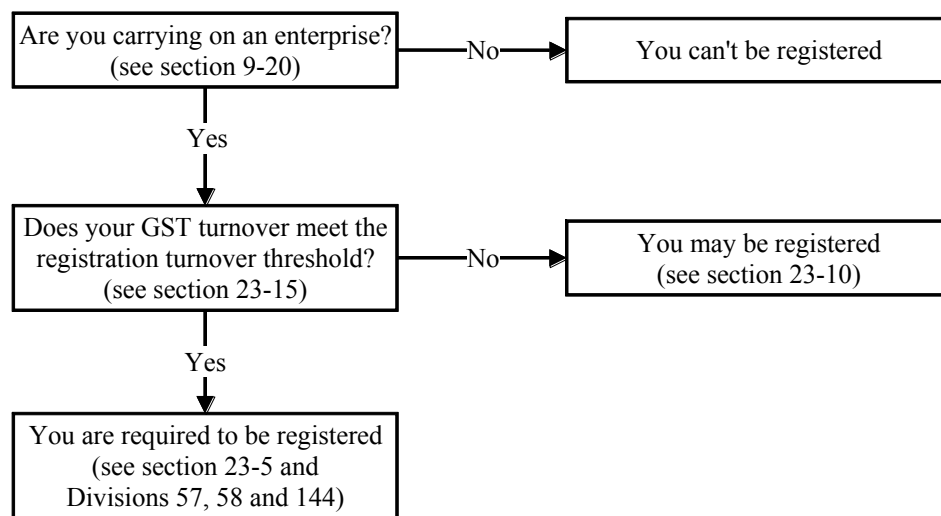 Are you carrying on an enterprise?
(see section 9-20)
No
You can't be registered
Yes
Does your GST turnover meet the
registration turnover threshold?
(see section 23-15)
No
You may be registered
(see section 23-10)
Yes
You are required to be registered
(see section 23-5 and
Divisions 57, 58 and 144)